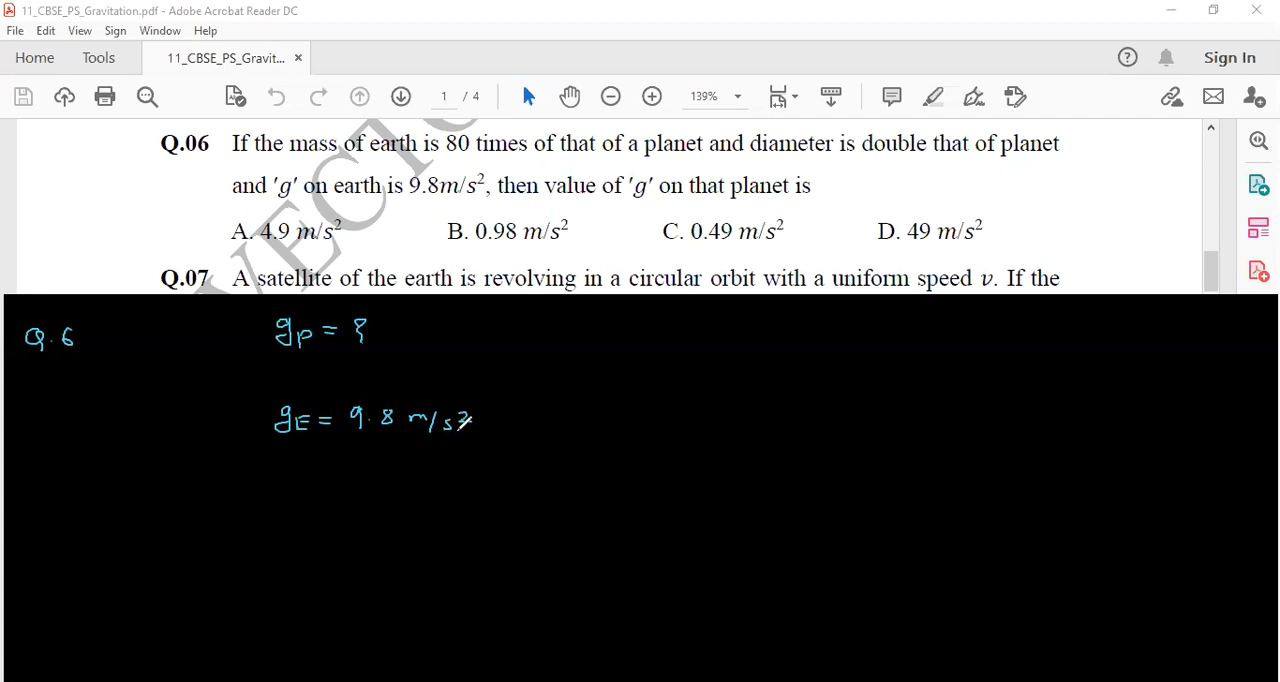 11_CBSE_PS_Gravitation.pdf - Adobe Acrobat Reader DC
File Edit View Sign Window Help
Home Tools 11_CBSE_PS_Gravit... × Sign In
1 / 4 139%
Q.06 If the mass of earth is 80 times of that of a planet and diameter is double that of planet
and 'g' on earth is 9.8m/s², then value of 'g' on that planet is
A. 4.9 m/s² B. 0.98 m/s² C. 0.49 m/s² D. 49 m/s²
Q.07 A satellite of the earth is revolving in a circular orbit with a uniform speed v. If the
VECTO
Q.6 gP = ?
gE = 9.8 m/s²